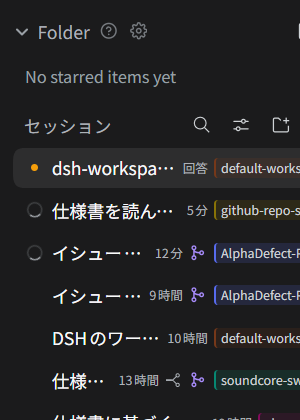 Folder
No starred items yet
セッション
dsh-workspa… 回答 default-works
仕様書を読ん… 5分 github-repo-s
イシュー… 12分 AlphaDefect-F
イシュー… 9時間 AlphaDefect-F
DSHのワー… 10時間 default-works
仕様… 13時間 soundcore-sw